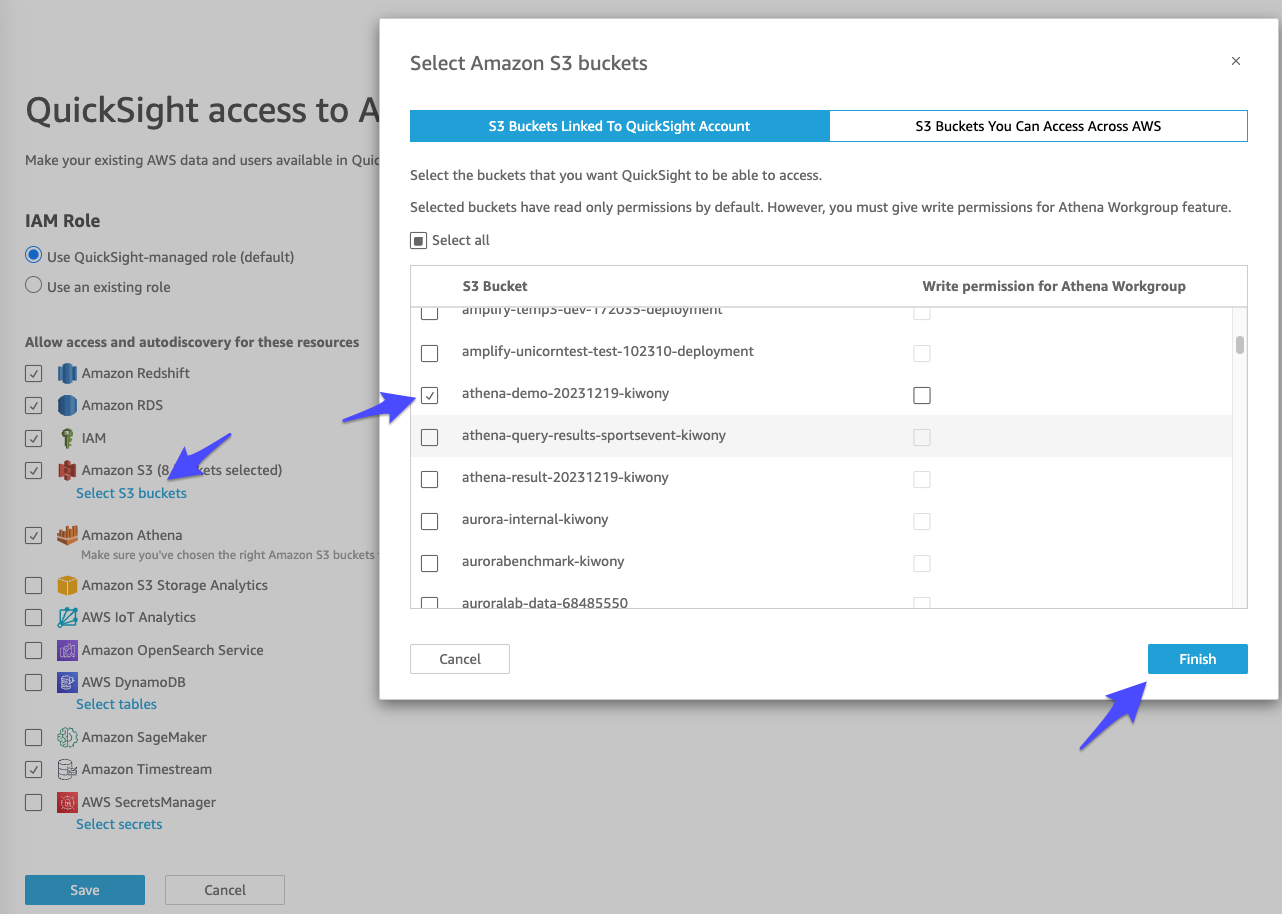 QuickSight access to A
Make your existing AWS data and users available in Quic
IAM Role
Use QuickSight-managed role (default)
Use an existing role
Allow access and autodiscovery for these resources
Amazon Redshift
Amazon RDS
IAM
Amazon S3 (8 buckets selected)
Select S3 buckets
Amazon Athena
Make sure you've chosen the right Amazon S3 buckets
Amazon S3 Storage Analytics
AWS IoT Analytics
Amazon OpenSearch Service
AWS DynamoDB
Select tables
Amazon SageMaker
Amazon Timestream
AWS SecretsManager
Select secrets
Save Cancel
Select Amazon S3 buckets ×
S3 Buckets Linked To QuickSight Account S3 Buckets You Can Access Across AWS
Select the buckets that you want QuickSight to be able to access.
Selected buckets have read only permissions by default. However, you must give write permissions for Athena Workgroup feature.
Select all
S3 Bucket Write permission for Athena Workgroup
amplify-temp3-dev-172035-deployment
amplify-unicorntest-test-102310-deployment
athena-demo-20231219-kiwony
athena-query-results-sportsevent-kiwony
athena-result-20231219-kiwony
aurora-internal-kiwony
aurorabenchmark-kiwony
auroralab-data-68485550
Cancel Finish